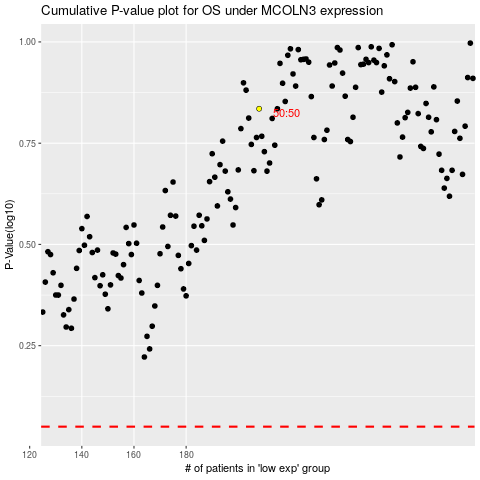 Cumulative P-value plot for OS under MCOLN3 expression
1.00
0.75
0.50
0.25
P-Value(log10)
50:50
120 140 160 180
# of patients in 'low exp' group